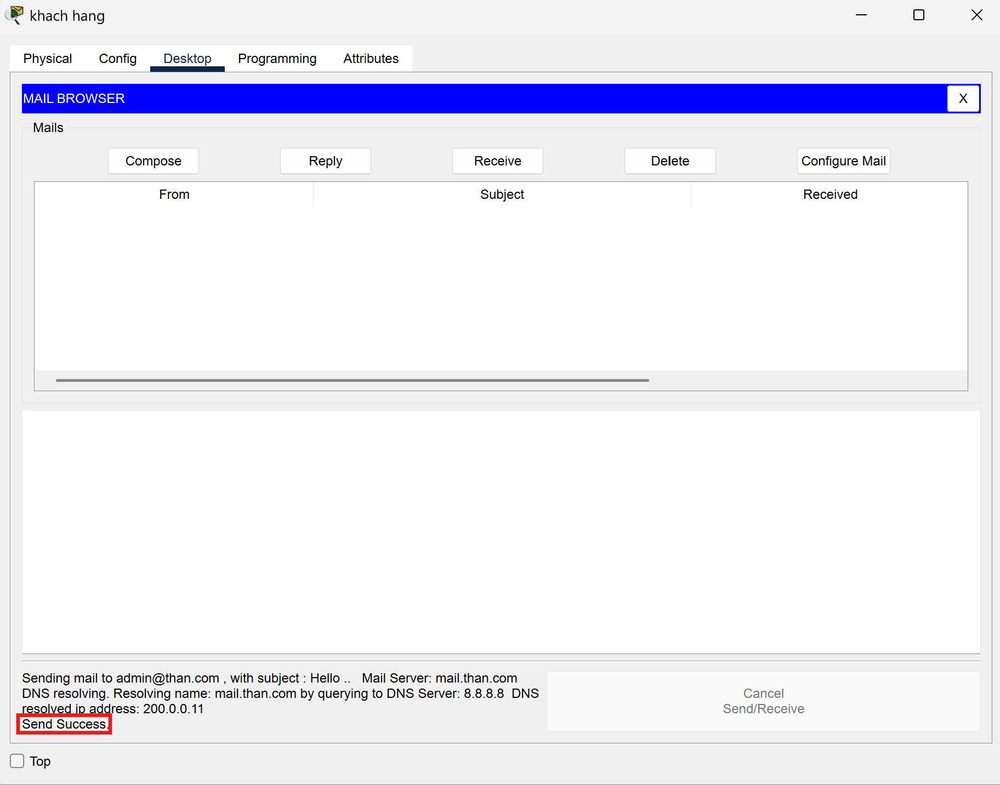 khach hang
Physical Config Desktop Programming Attributes
MAIL BROWSER X
Mails
Compose Reply Receive Delete Configure Mail
From Subject Received
Sending mail to admin@than.com , with subject : Hello .. Mail Server: mail.than.com
DNS resolving. Resolving name: mail.than.com by querying to DNS Server: 8.8.8.8 DNS
resolved ip address: 200.0.0.11
Send Success.
Cancel
Send/Receive
Top